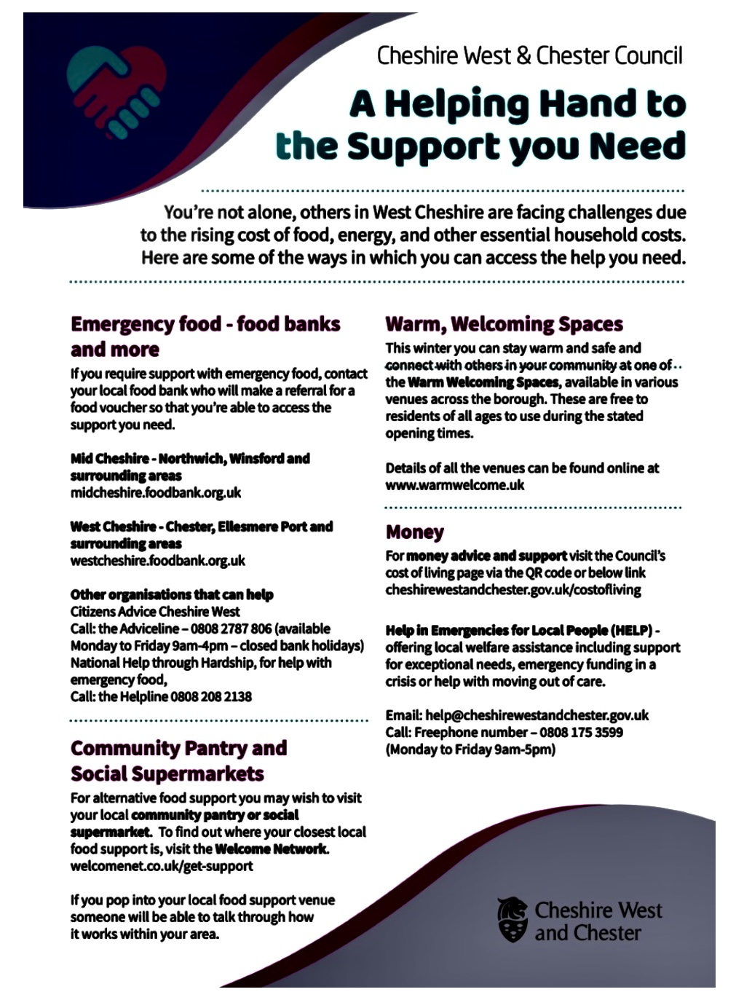 Cheshire West & Chester Council
A Helping Hand to
the Support you Need
You're not alone, others in West Cheshire are facing challenges due
to the rising cost of food, energy, and other essential household costs.
Here are some of the ways in which you can access the help you need.
Emergency food - food banks
and more
If you require support with emergency food, contact
your local food bank who will make a referral for a
food voucher so that you're able to access the
support you need.
Mid Cheshire - Northwich, Winsford and
surrounding areas
midcheshire.foodbank.org.uk
West Cheshire - Chester, Ellesmere Port and
surrounding areas
westcheshire.foodbank.org.uk
Other organisations that can help
Citizens Advice Cheshire West
Call: the Adviceline – 0808 2787 806 (available
Monday to Friday 9am-4pm – closed bank holidays)
National Help through Hardship, for help with
emergency food,
Call: the Helpline 0808 208 2138
Community Pantry and
Social Supermarkets
For alternative food support you may wish to visit
your local community pantry or social
supermarket. To find out where your closest local
food support is, visit the Welcome Network.
welcomenet.co.uk/get-support
If you pop into your local food support venue
someone will be able to talk through how
it works within your area.
Warm, Welcoming Spaces
This winter you can stay warm and safe and
connect with others in your community at one of
the Warm Welcoming Spaces, available in various
venues across the borough. These are free to
residents of all ages to use during the stated
opening times.
Details of all the venues can be found online at
www.warmwelcome.uk
Money
For money advice and support visit the Council's
cost of living page via the QR code or below link
cheshirewestandchester.gov.uk/costofliving
Help in Emergencies for Local People (HELP) -
offering local welfare assistance including support
for exceptional needs, emergency funding in a
crisis or help with moving out of care.
Email: help@cheshirewestandchester.gov.uk
Call: Freephone number – 0808 175 3599
(Monday to Friday 9am-5pm)
Cheshire West
and Chester